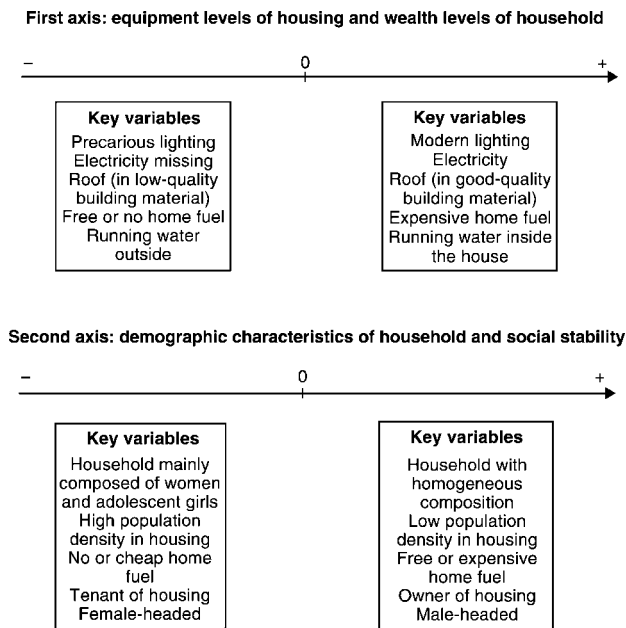 First axis: equipment levels of housing and wealth levels of household
– 0 +
Key variables
Precarious lighting
Electricity missing
Roof (in low-quality
building material)
Free or no home fuel
Running water
outside
Key variables
Modern lighting
Electricity
Roof (in good-quality
building material)
Expensive home fuel
Running water inside
the house
Second axis: demographic characteristics of household and social stability
– 0 +
Key variables
Household mainly
composed of women
and adolescent girls
High population
density in housing
No or cheap home
fuel
Tenant of housing
Female-headed
Key variables
Household with
homogeneous
composition
Low population
density in housing
Free or expensive
home fuel
Owner of housing
Male-headed